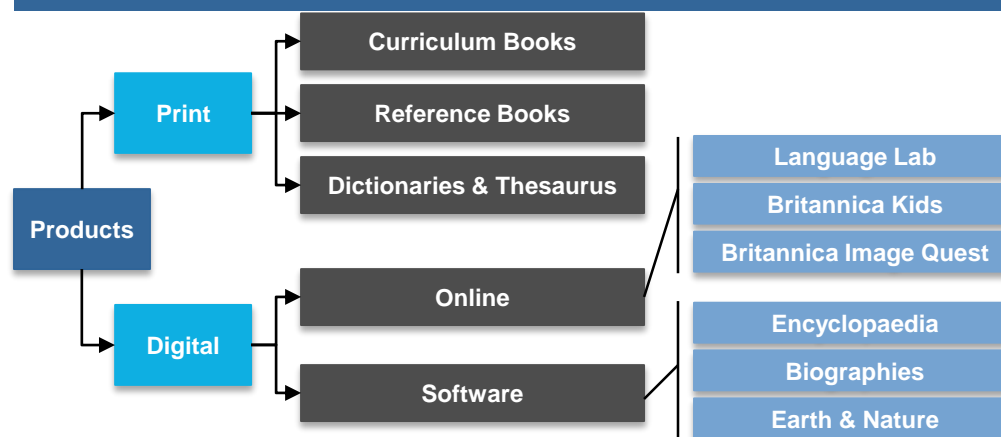 Products
Print
Curriculum Books
Reference Books
Dictionaries & Thesaurus
Digital
Online
Language Lab
Britannica Kids
Britannica Image Quest
Software
Encyclopaedia
Biographies
Earth & Nature